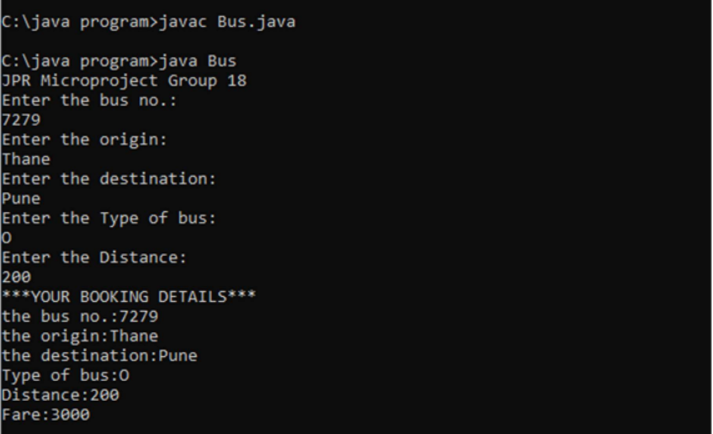 C:\java program>javac Bus.java
C:\java program>java Bus
JPR Microproject Group 18
Enter the bus no.:
7279
Enter the origin:
Thane
Enter the destination:
Pune
Enter the Type of bus:
O
Enter the Distance:
200
***YOUR BOOKING DETAILS***
the bus no.:7279
the origin:Thane
the destination:Pune
Type of bus:O
Distance:200
Fare:3000